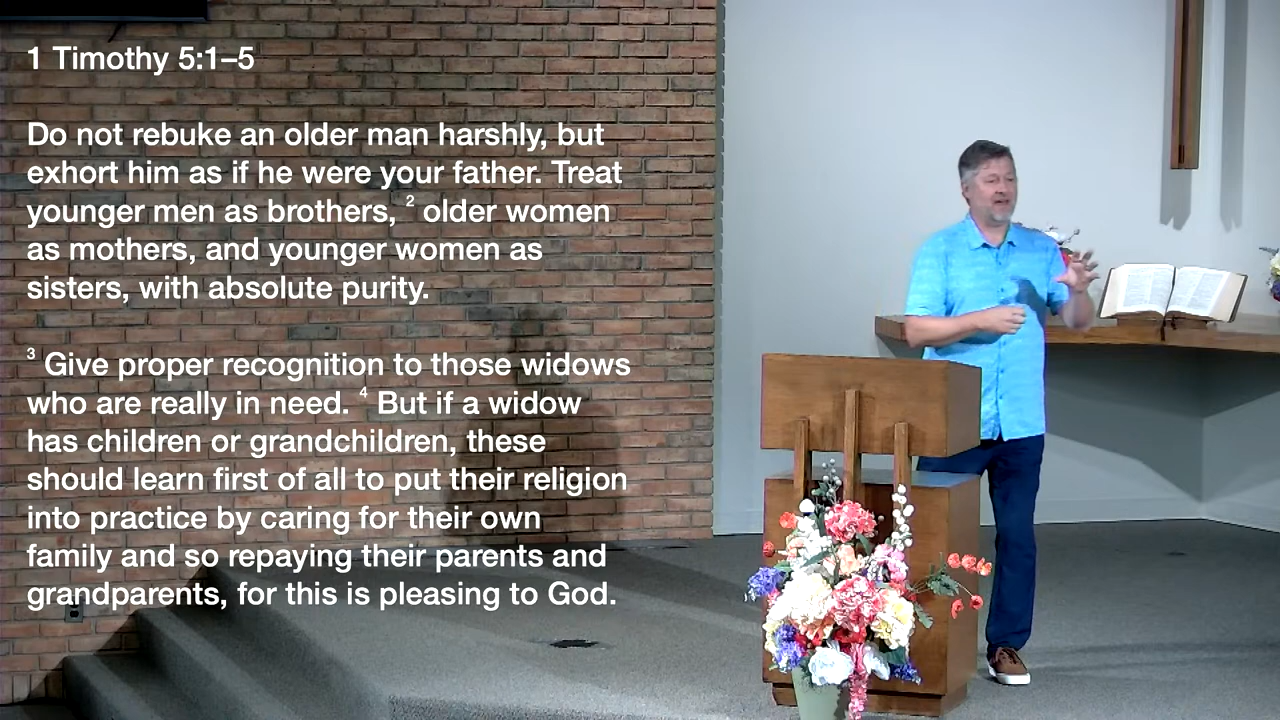 1 Timothy 5:1–5
Do not rebuke an older man harshly, but
exhort him as if he were your father. Treat
younger men as brothers, ² older women
as mothers, and younger women as
sisters, with absolute purity.
³ Give proper recognition to those widows
who are really in need. ⁴ But if a widow
has children or grandchildren, these
should learn first of all to put their religion
into practice by caring for their own
family and so repaying their parents and
grandparents, for this is pleasing to God.